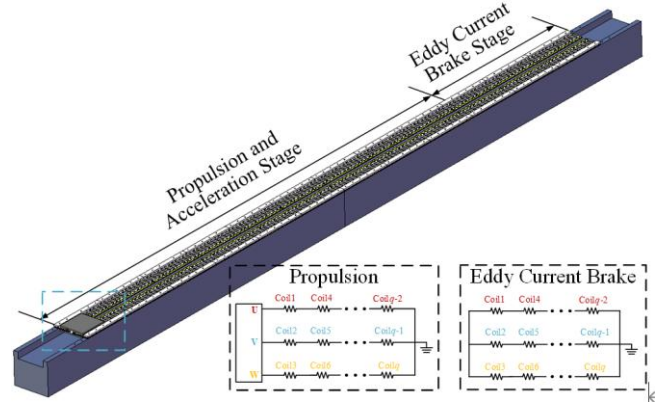 Eddy Current
Brake Stage
Propulsion and
Acceleration Stage
Propulsion
U Coil1 Coil4 Coilq-2
V Coil2 Coil5 Coilq-1
W Coil3 Coil6 Coilq
Eddy Current Brake
Coil1 Coil4 Coilq-2
Coil2 Coil5 Coilq-1
Coil3 Coil6 Coilq